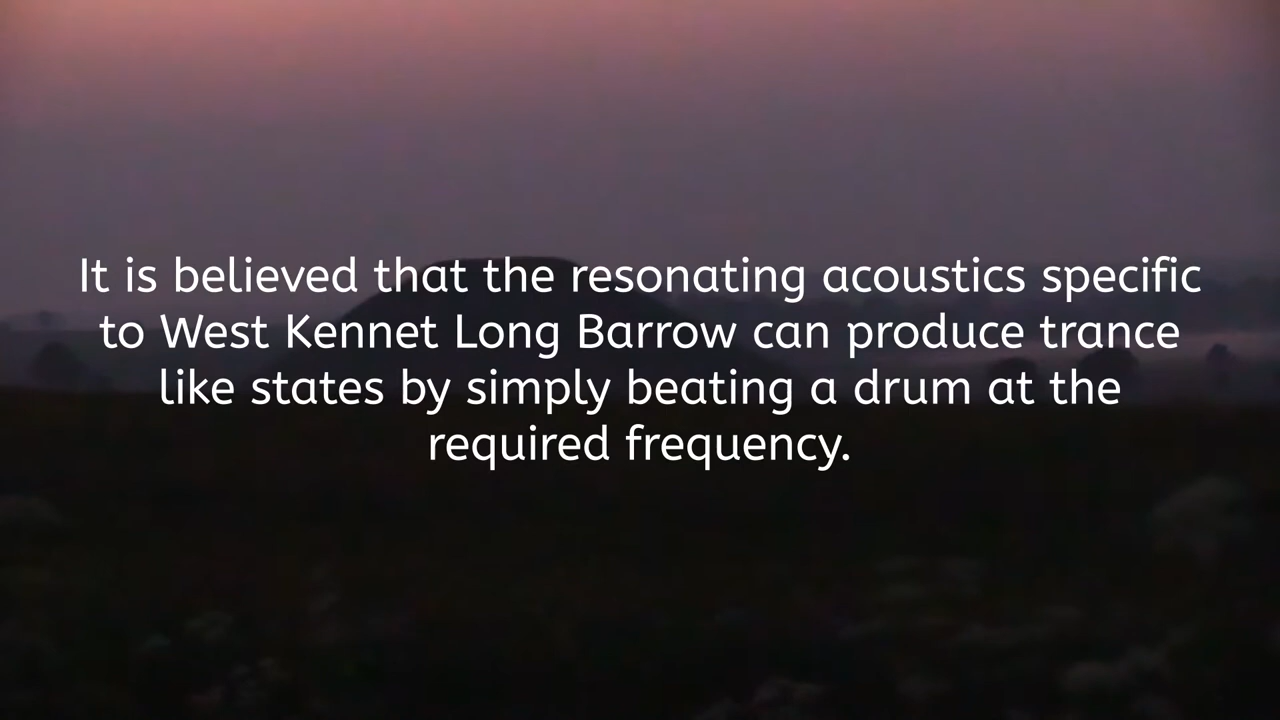 It is believed that the resonating acoustics specific
to West Kennet Long Barrow can produce trance
like states by simply beating a drum at the
required frequency.